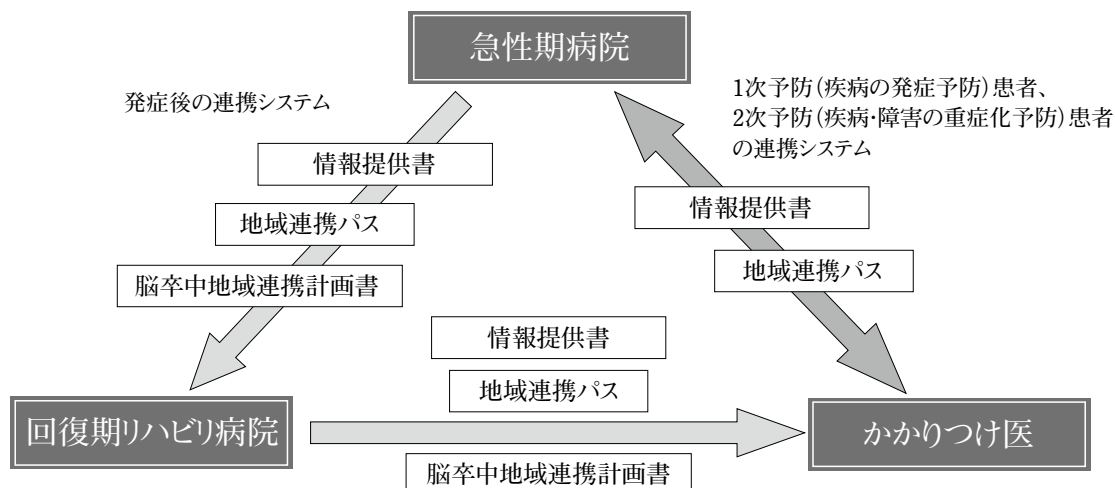 急性期病院
発症後の連携システム
1次予防(疾病の発症予防)患者、
2次予防(疾病・障害の重症化予防)患者
の連携システム
情報提供書
地域連携パス
脳卒中地域連携計画書
情報提供書
地域連携パス
情報提供書
地域連携パス
脳卒中地域連携計画書
回復期リハビリ病院
かかりつけ医